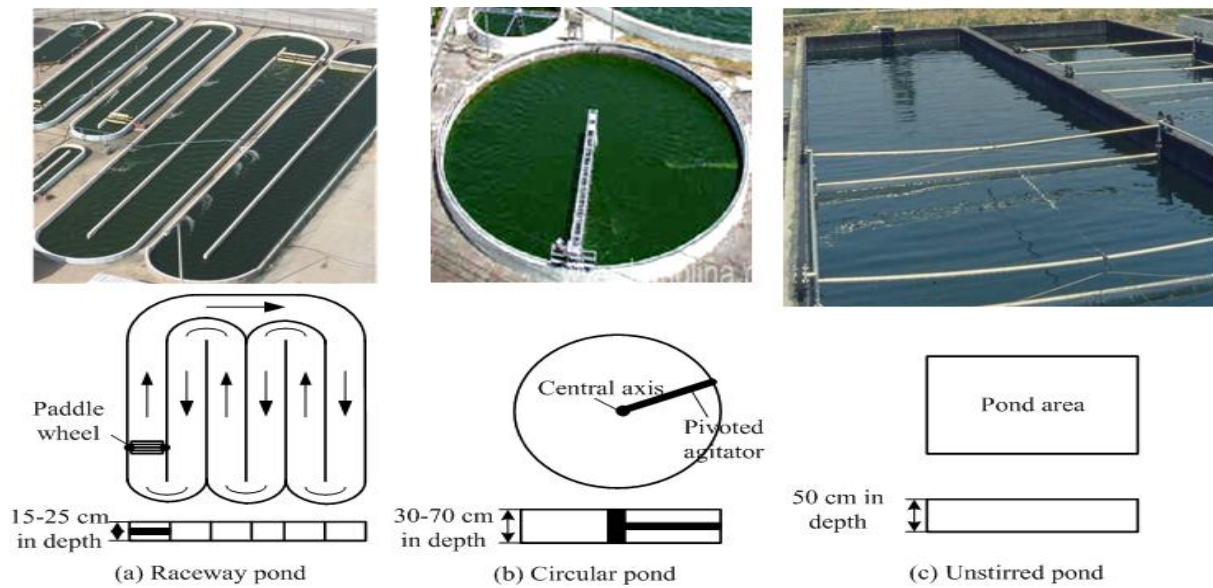 Paddle
wheel
15-25 cm
in depth
(a) Raceway pond
Central axis
Pivoted
agitator
30-70 cm
in depth
(b) Circular pond
Pond area
50 cm in
depth
(c) Unstirred pond